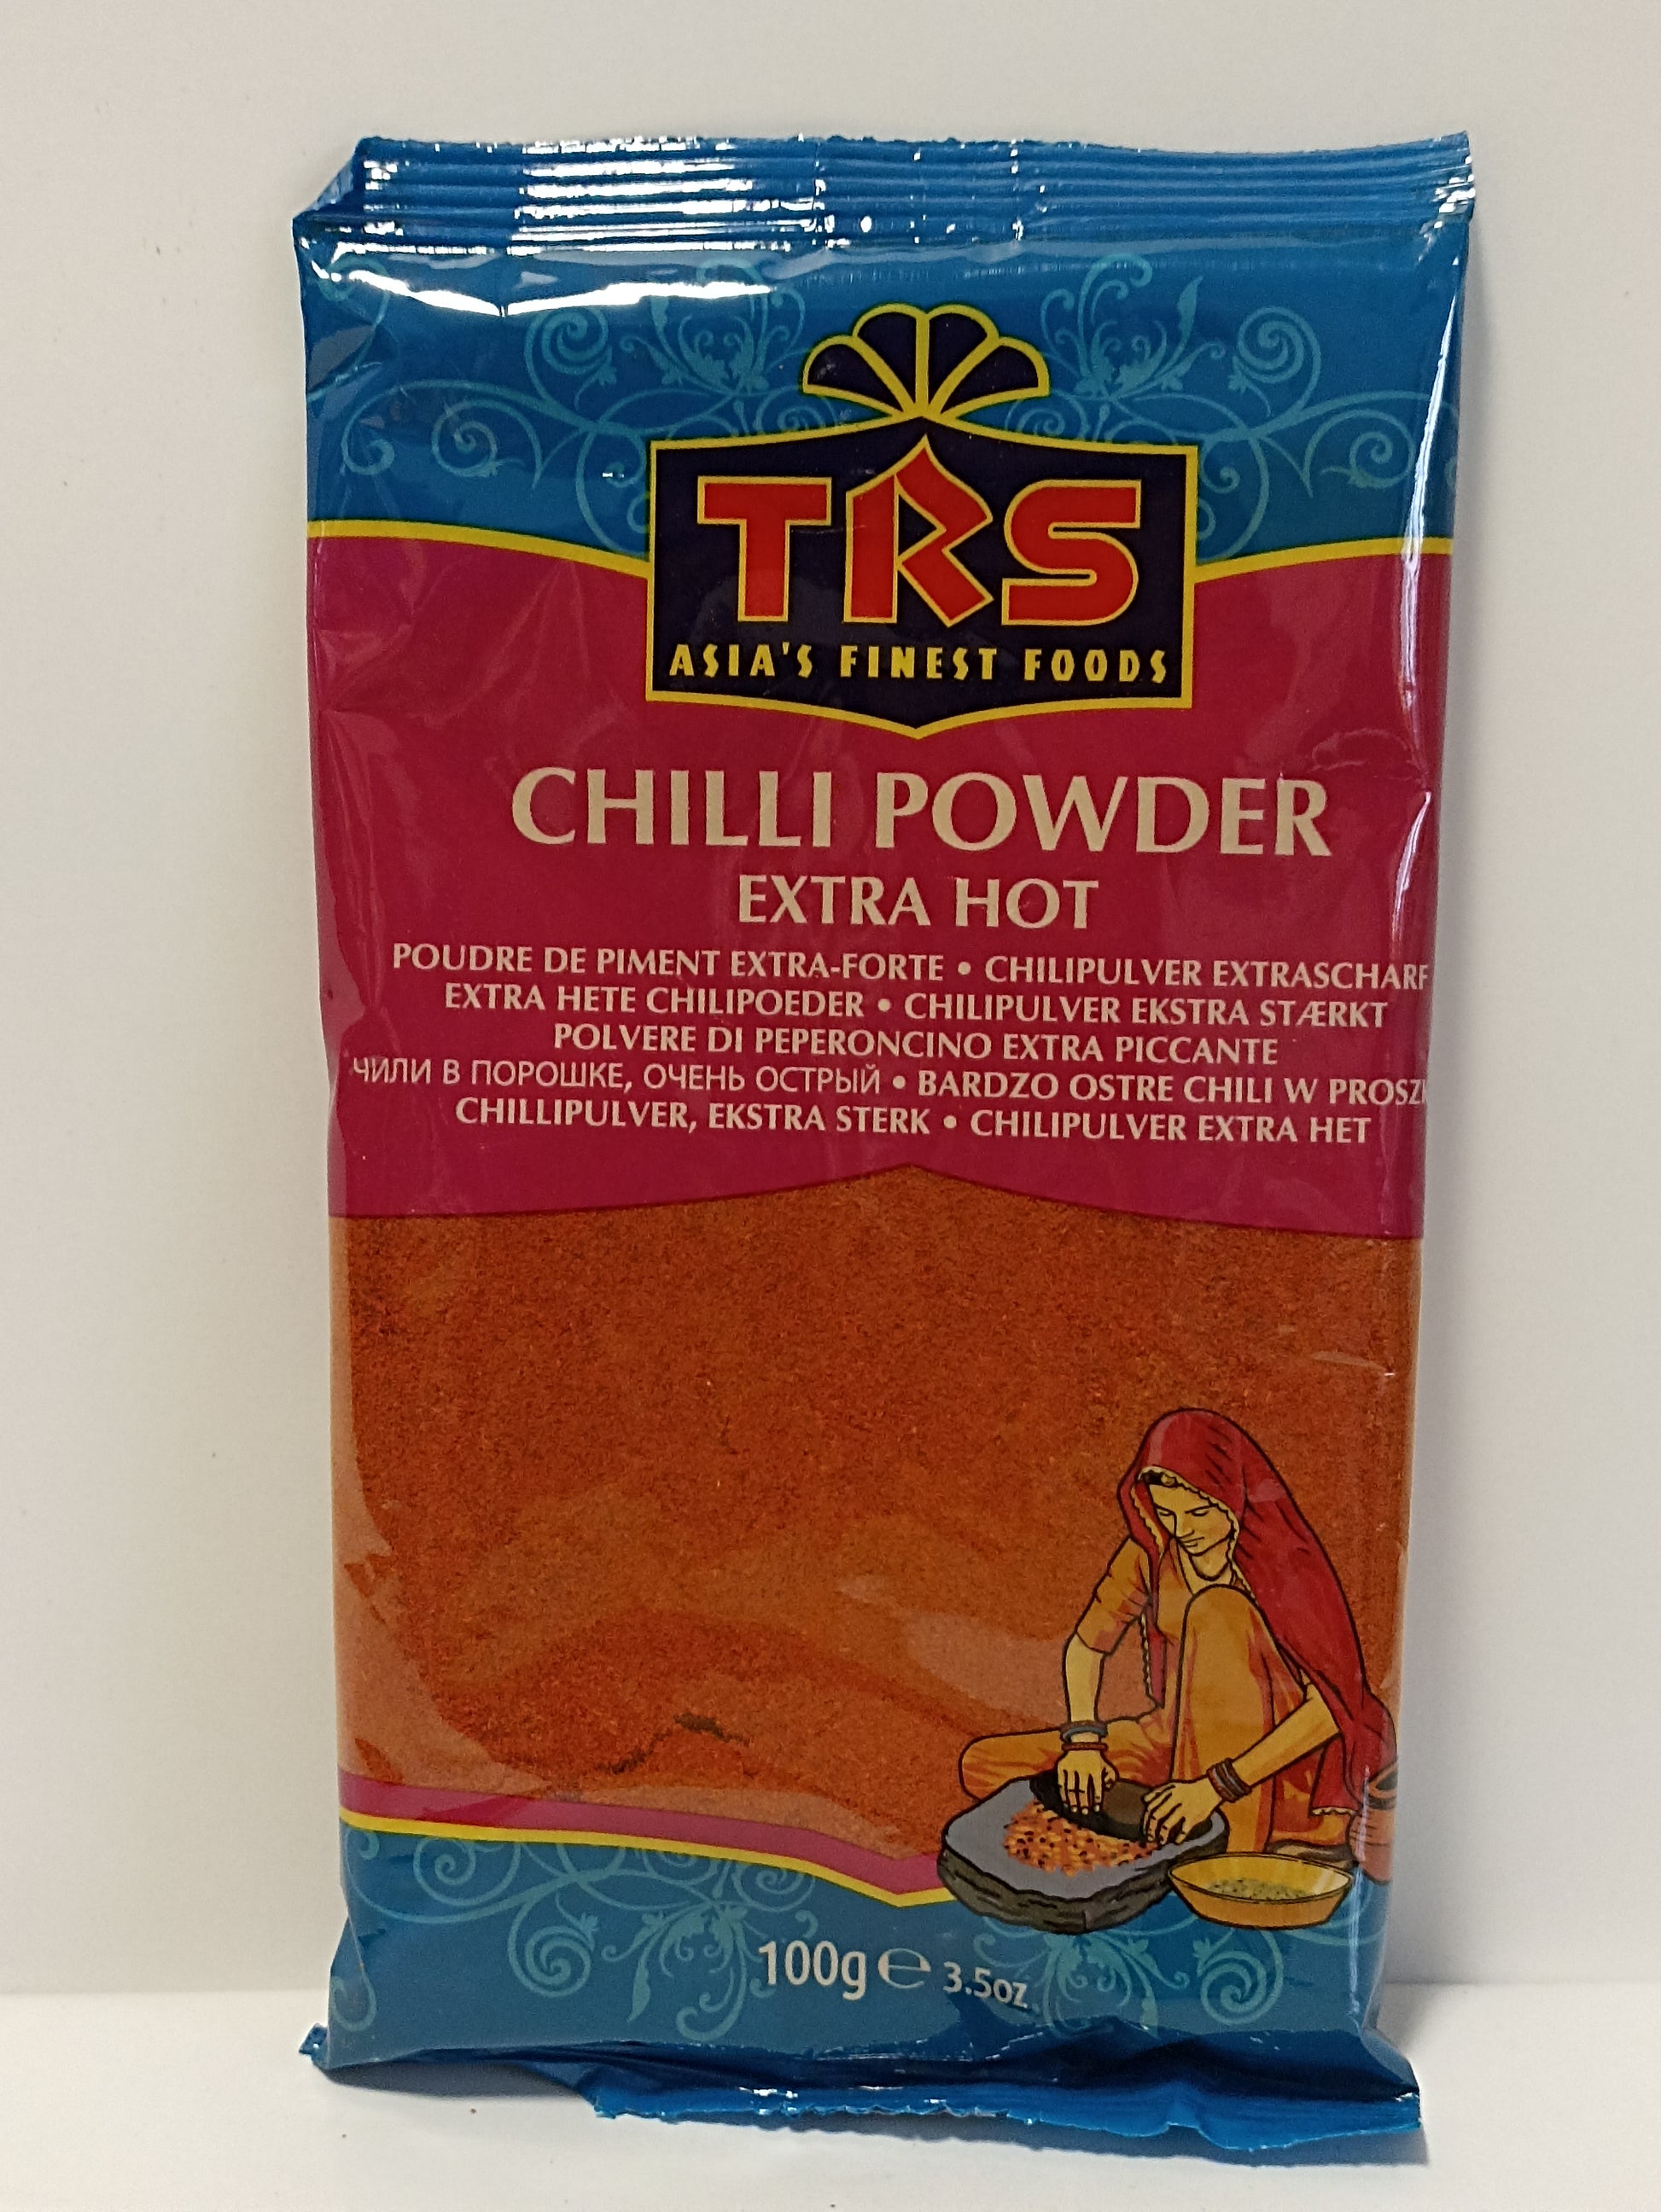 TRS
ASIA'S FINEST FOODS
CHILLI POWDER
EXTRA HOT
POUDRE DE PIMENT EXTRA-FORTE • CHILIPULVER EXTRASCHARF
EXTRA HETE CHILIPOEDER • CHILIPULVER EKSTRA STÆRKT
POLVERE DI PEPERONCINO EXTRA PICCANTE
ЧИЛИ В ПОРОШКЕ, ОЧЕНЬ ОСТРЫЙ • BARDZO OSTRE CHILI W
CHILLIPULVER, EKSTRA STERK • CHILIPULVER EXTRA HET
100g ℮ 3.5oz